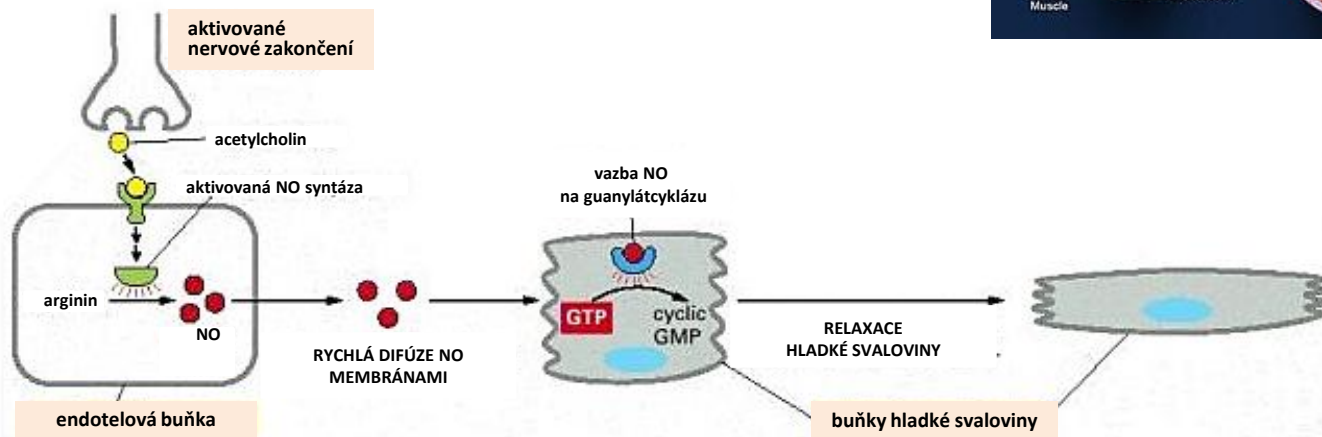 Muscle
aktivované
nervové zakončení
acetylcholin
aktivovaná NO syntáza
vazba NO
na guanylátcyklázu
arginin
NO
GTP
cyclic
GMP
RYCHLÁ DIFÚZE NO
MEMBRÁNAMI
RELAXACE
HLADKÉ SVALOVINY
endotelová buňka
buňky hladké svaloviny